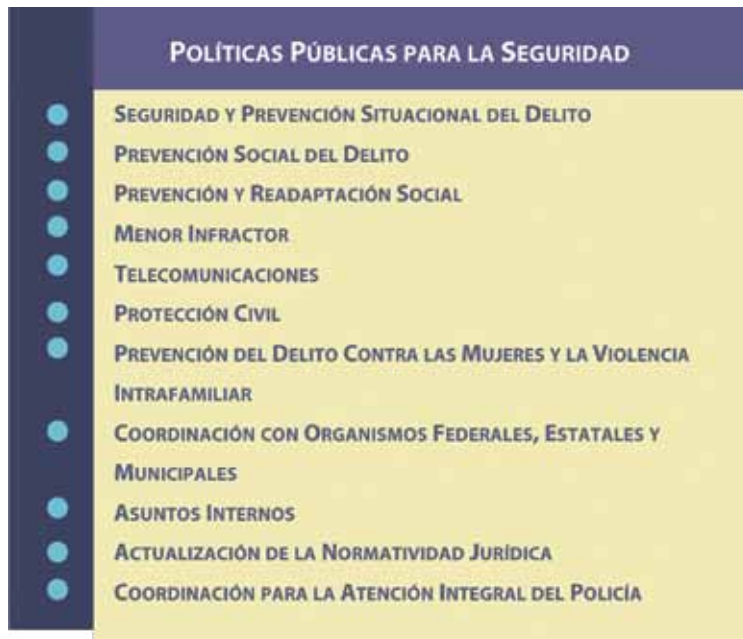 Políticas Públicas para la Seguridad
Seguridad y Prevención Situacional del Delito
Prevención Social del Delito
Prevención y Readaptación Social
Menor Infractor
Telecomunicaciones
Protección Civil
Prevención del Delito Contra las Mujeres y la Violencia
Intrafamiliar
Coordinación con Organismos Federales, Estatales y
Municipales
Asuntos Internos
Actualización de la Normatividad Jurídica
Coordinación para la Atención Integral del Policía